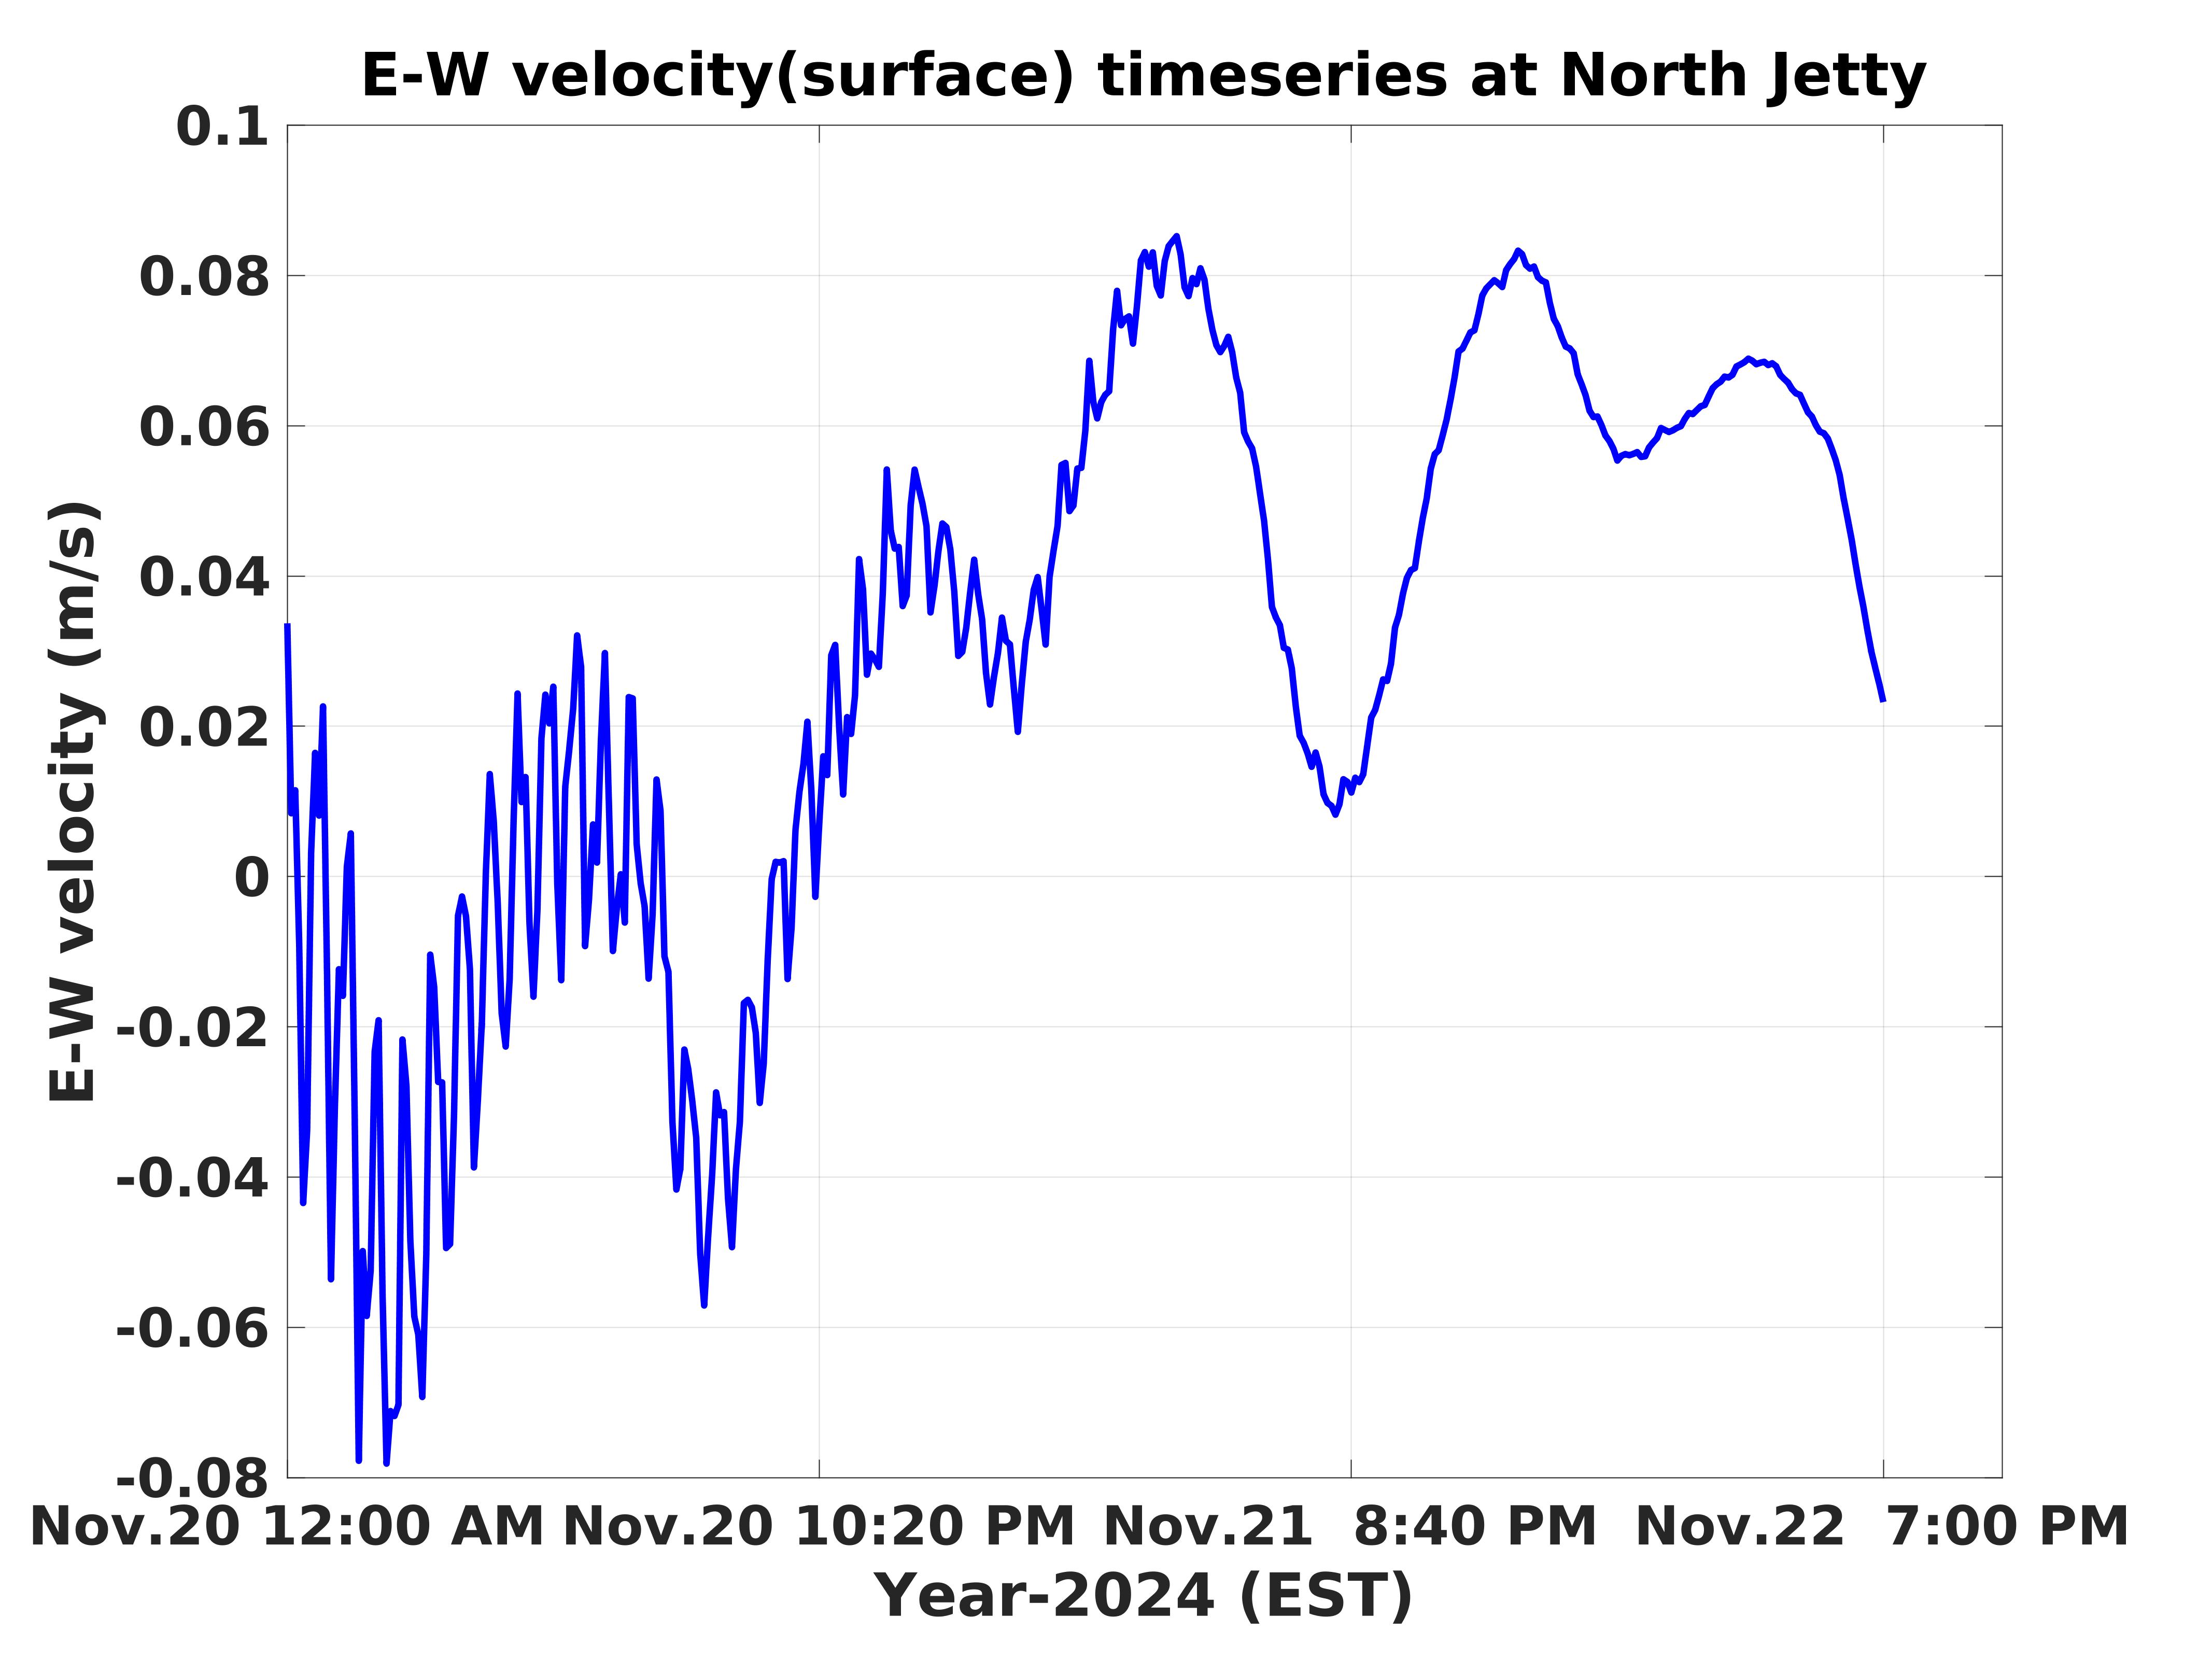 E-W velocity(surface) timeseries at North Jetty
0.1
0.08
0.06
0.04
0.02
0
-0.02
-0.04
-0.06
-0.08
E-W velocity (m/s)
Nov.20 12:00 AM Nov.20 10:20 PM Nov.21 8:40 PM Nov.22 7:00 PM
Year-2024 (EST)